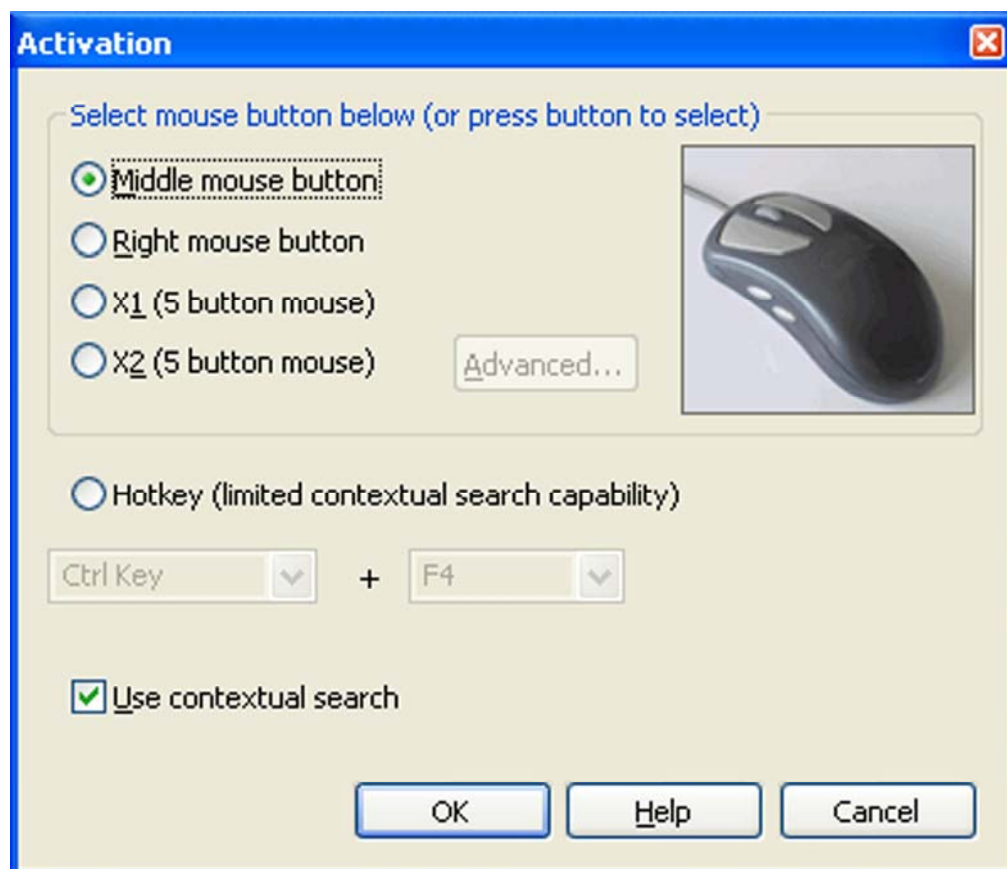 Activation
Select mouse button below (or press button to select)
Middle mouse button
Right mouse button
X1 (5 button mouse)
X2 (5 button mouse)
Advanced...
Hotkey (limited contextual search capability)
Ctrl Key + F4
Use contextual search
OK Help Cancel